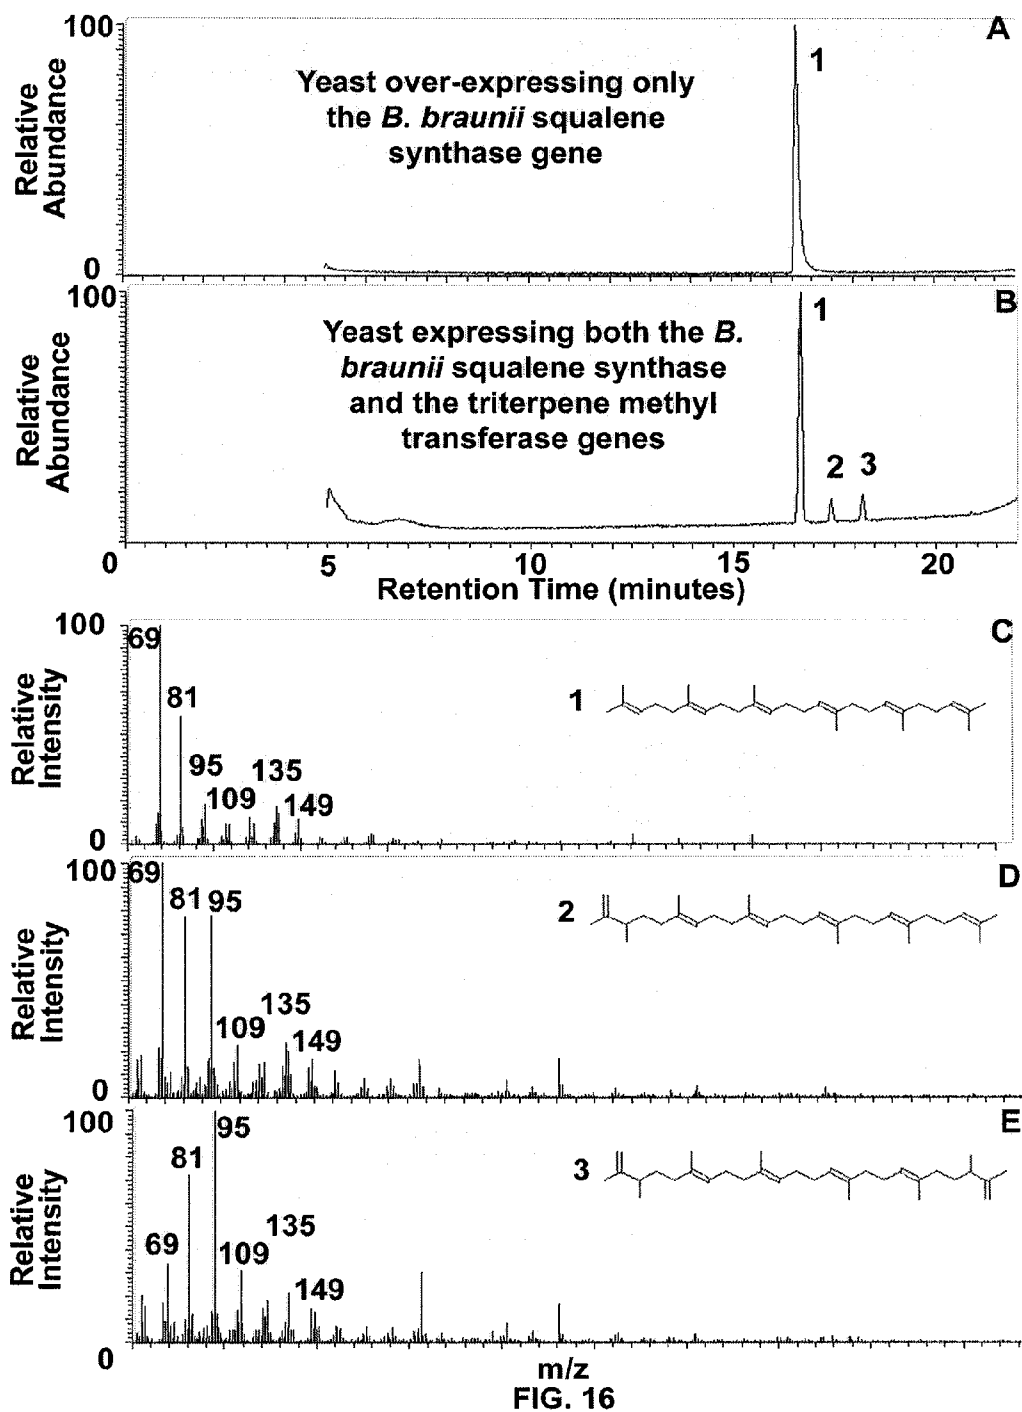 A
100
1
Yeast over-expressing only
the B. braunii squalene
synthase gene
Relative
Abundance
0
B
100
1
Yeast expressing both the B.
braunii squalene synthase
and the triterpene methyl
transferase genes
Relative
Abundance
2 3
0 5 10 15 20
Retention Time (minutes)
C
100
69
81
95
109
135
149
1
Relative
Intensity
0
D
100
69
81 95
109
135
149
2
Relative
Intensity
0
E
100
95
81
69
109
135
149
3
Relative
Intensity
0
m/z
FIG. 16